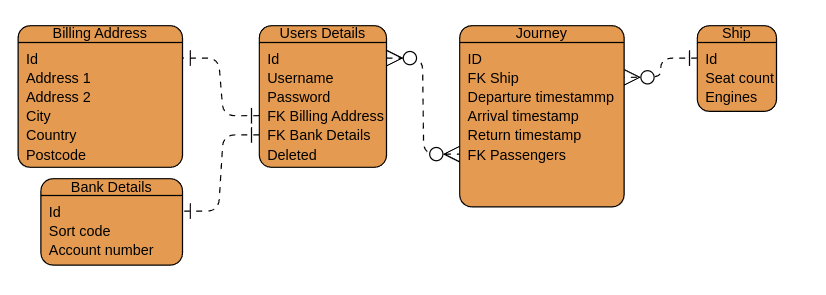 Billing Address
Id
Address 1
Address 2
City
Country
Postcode
Bank Details
Id
Sort code
Account number
Users Details
Id
Username
Password
FK Billing Address
FK Bank Details
Deleted
Journey
ID
FK Ship
Departure timestammp
Arrival timestamp
Return timestamp
FK Passengers
Ship
Id
Seat count
Engines